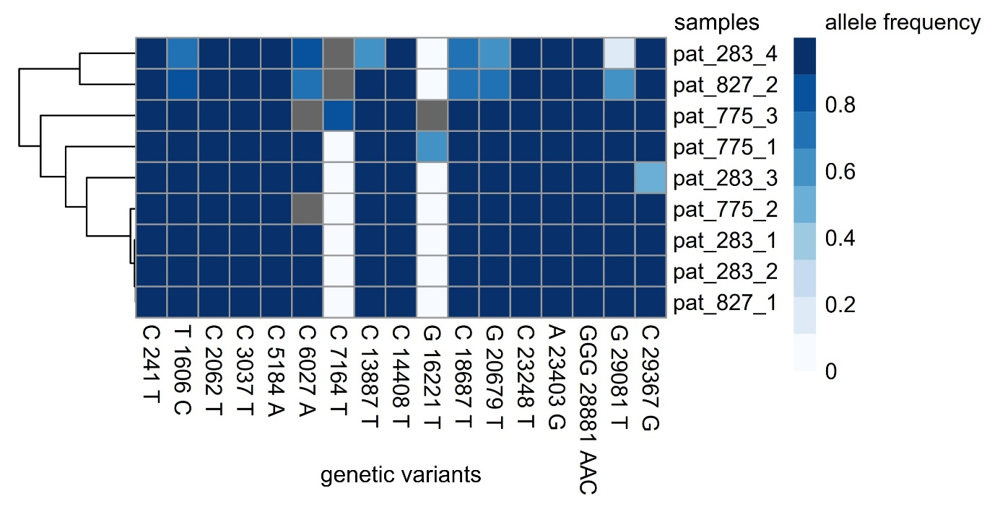 samples
allele frequency
pat_283_4
pat_827_2
pat_775_3
pat_775_1
pat_283_3
pat_775_2
pat_283_1
pat_283_2
pat_827_1
0.8
0.6
0.4
0.2
0
C 241 T
T 1606 C
C 2062 T
C 3037 T
C 5184 A
C 6027 A
C 7164 T
C 13887 T
C 14408 T
G 16221 T
C 18687 T
G 20679 T
C 23248 T
A 23403 G
GGG 28881 AAC
G 29081 T
C 29367 G
genetic variants